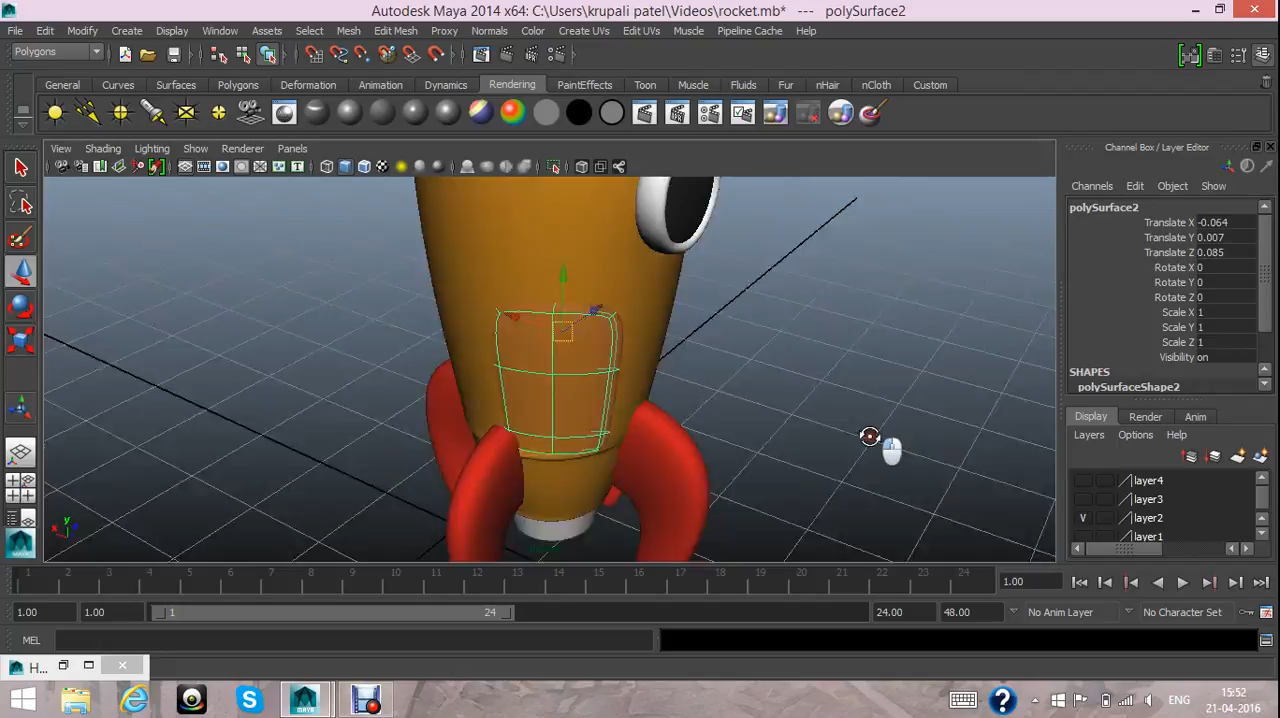 Autodesk Maya 2014 x64: C:\Users\krupali patel\Videos\rocket.mb* --- polySurface2
File Edit Modify Create Display Window Assets Select Mesh Edit Mesh Proxy Normals Color Create UVs Edit UVs Muscle Pipeline Cache Help
Polygons
General Curves Surfaces Polygons Deformation Animation Dynamics Rendering PaintEffects Toon Muscle Fluids Fur nHair nCloth Custom
View Shading Lighting Show Renderer Panels
Channel Box / Layer Editor
Channels Edit Object Show
polySurface2
Translate X -0.064
Translate Y 0.007
Translate Z 0.085
Rotate X 0
Rotate Y 0
Rotate Z 0
Scale X 1
Scale Y 1
Scale Z 1
Visibility on
SHAPES
polySurfaceShape2
Display Render Anim
Layers Options Help
layer4
layer3
V layer2
layer1
y
x z
1 2 3 4 5 6 7 8 9 10 11 12 13 14 15 16 17 18 19 20 21 22 23 24 1.00
1.00 1.00 1 24 24.00 48.00 No Anim Layer No Character Set
MEL
H...
ENG
15:52
21-04-2016